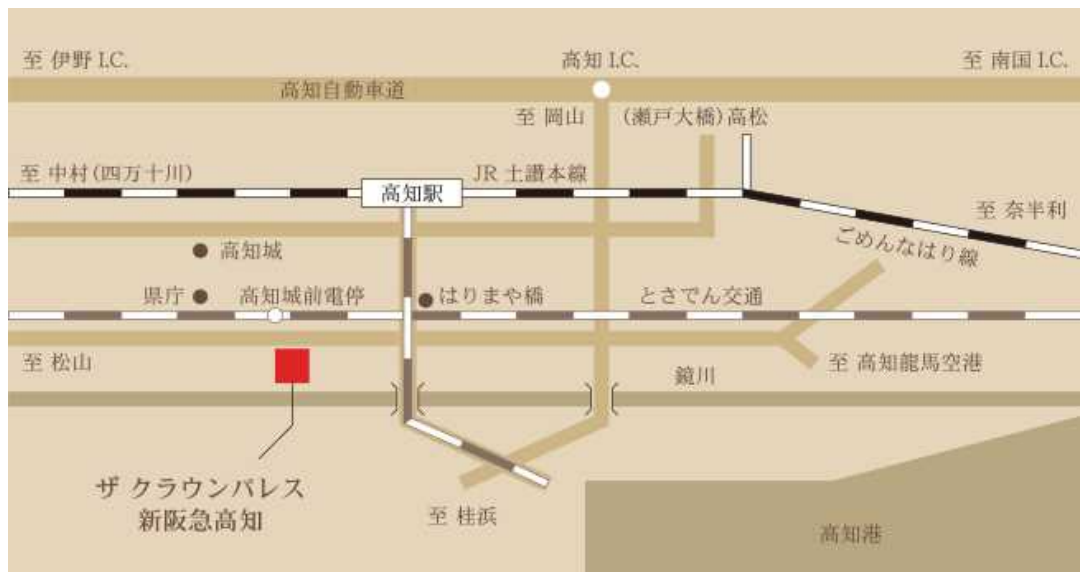 至 伊野 I.C.
高知 I.C.
至 南国 I.C.
高知自動車道
至 岡山
(瀬戸大橋)高松
至 中村(四万十川)
JR 土讃本線
高知駅
至 奈半利
ごめんなはり線
高知城
県庁
高知城前電停
はりまや橋
とさでん交通
至 松山
至 高知龍馬空港
鏡川
ザ クラウンパレス
新阪急高知
至 桂浜
高知港